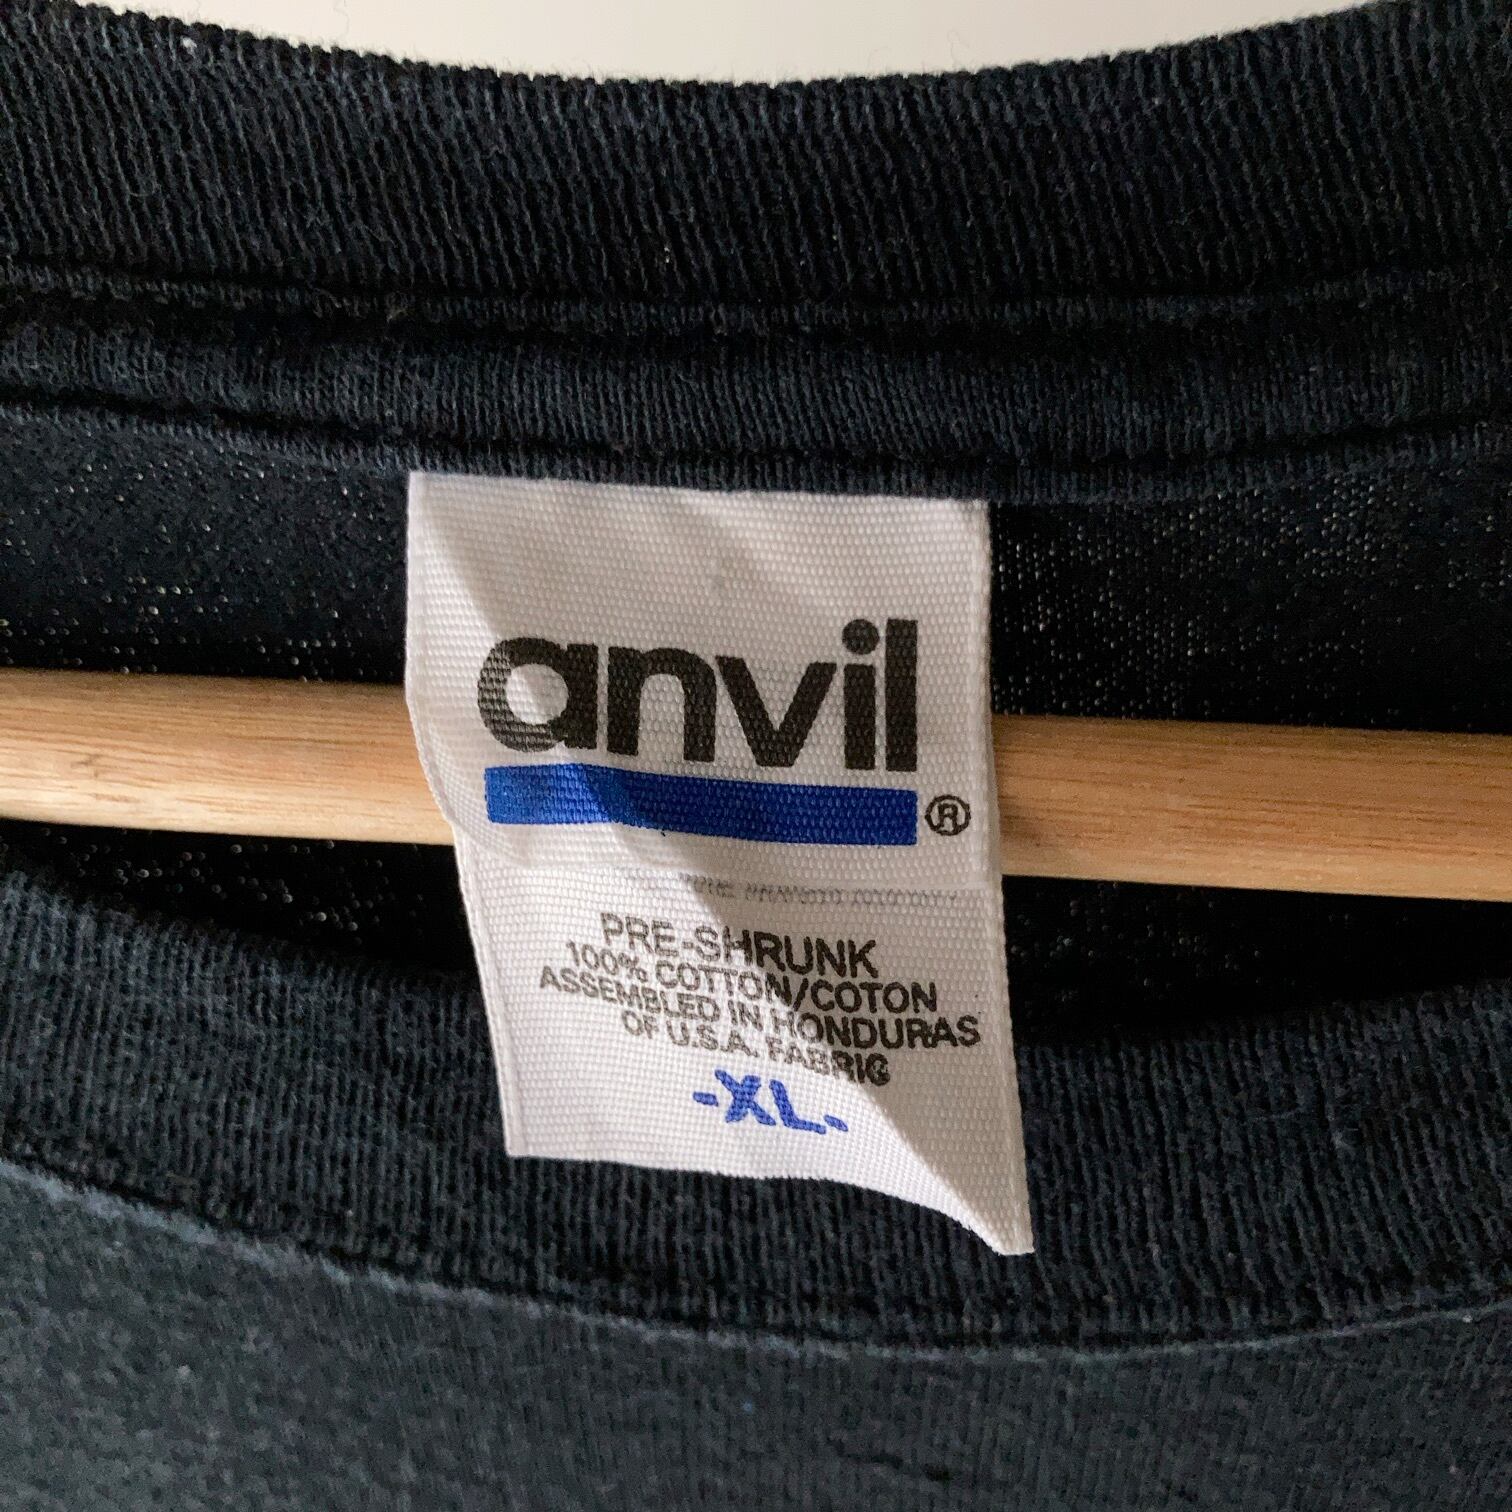 anvil
®
PRE-SHRUNK
100% COTTON/COTON
ASSEMBLED IN HONDURAS
OF U.S.A. FABRIC
-XL-